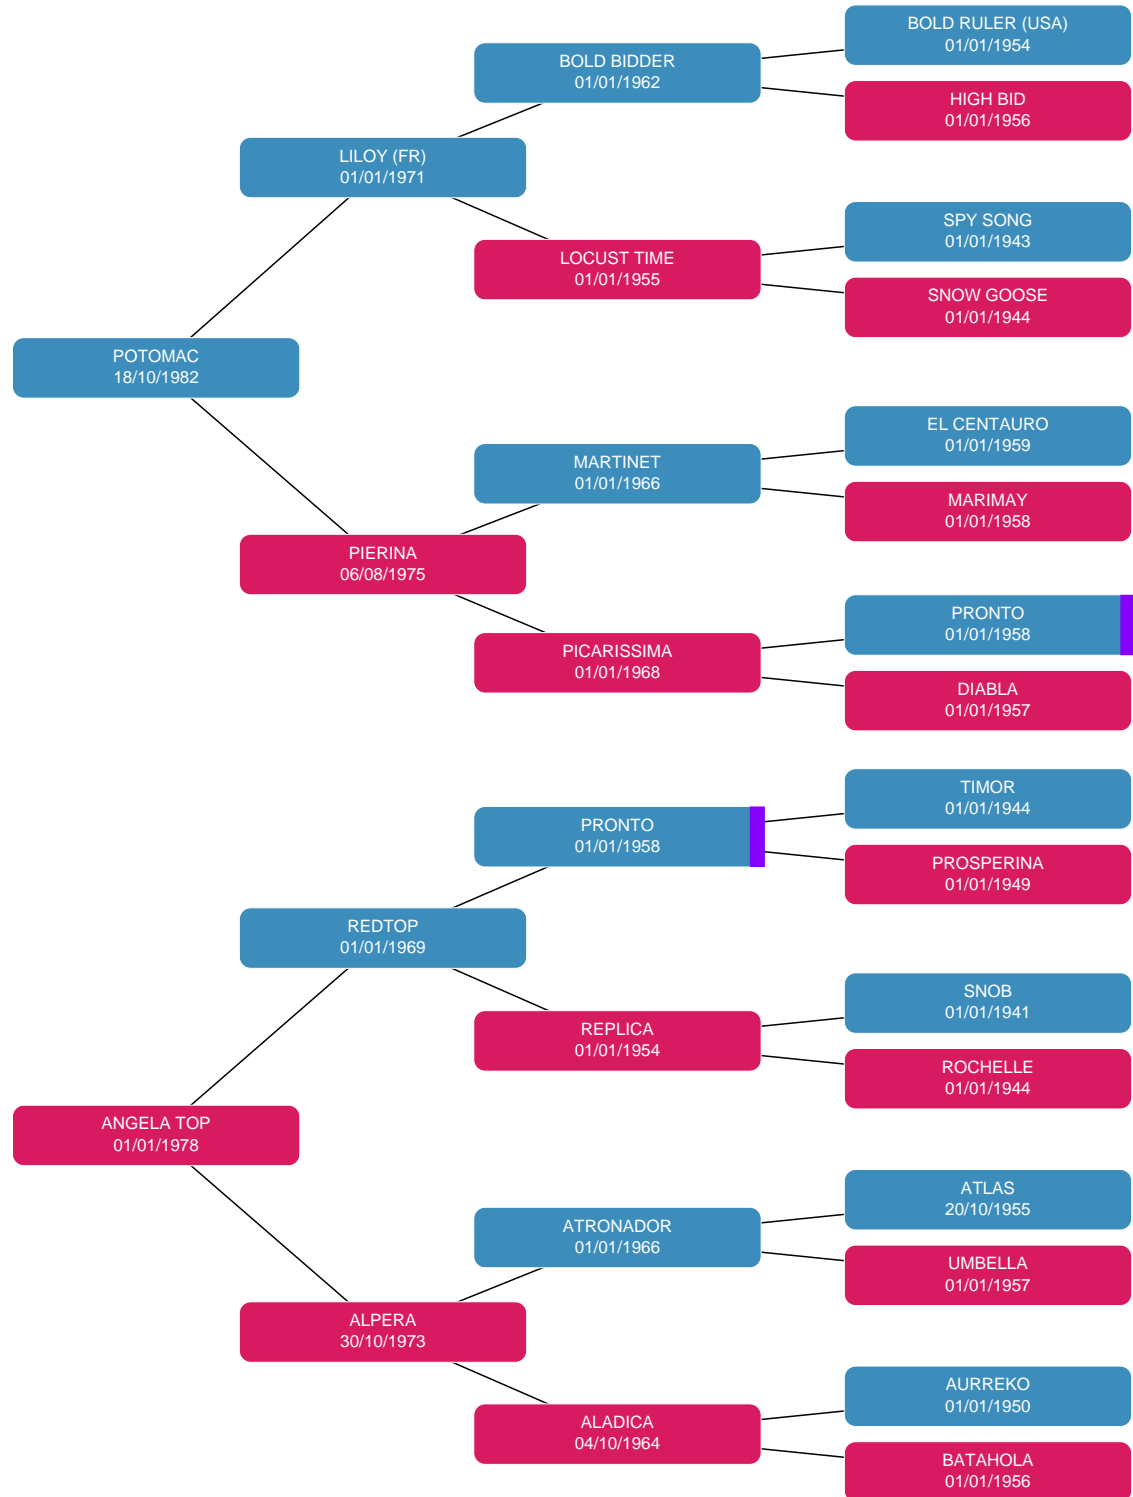 BOLD RULER (USA)
01/01/1954
BOLD BIDDER
01/01/1962
HIGH BID
01/01/1956
LILOY (FR)
01/01/1971
SPY SONG
01/01/1943
LOCUST TIME
01/01/1955
SNOW GOOSE
01/01/1944
POTOMAC
18/10/1982
EL CENTAURO
01/01/1959
MARTINET
01/01/1966
MARIMAY
01/01/1958
PIERINA
06/08/1975
PRONTO
01/01/1958
PICARISSIMA
01/01/1968
DIABLA
01/01/1957
TIMOR
01/01/1944
PRONTO
01/01/1958
PROSPERINA
01/01/1949
REDTOP
01/01/1969
SNOB
01/01/1941
REPLICA
01/01/1954
ROCHELLE
01/01/1944
ANGELA TOP
01/01/1978
ATLAS
20/10/1955
ATRONADOR
01/01/1966
UMBELLA
01/01/1957
ALPERA
30/10/1973
AURREKO
01/01/1950
ALADICA
04/10/1964
BATAHOLA
01/01/1956